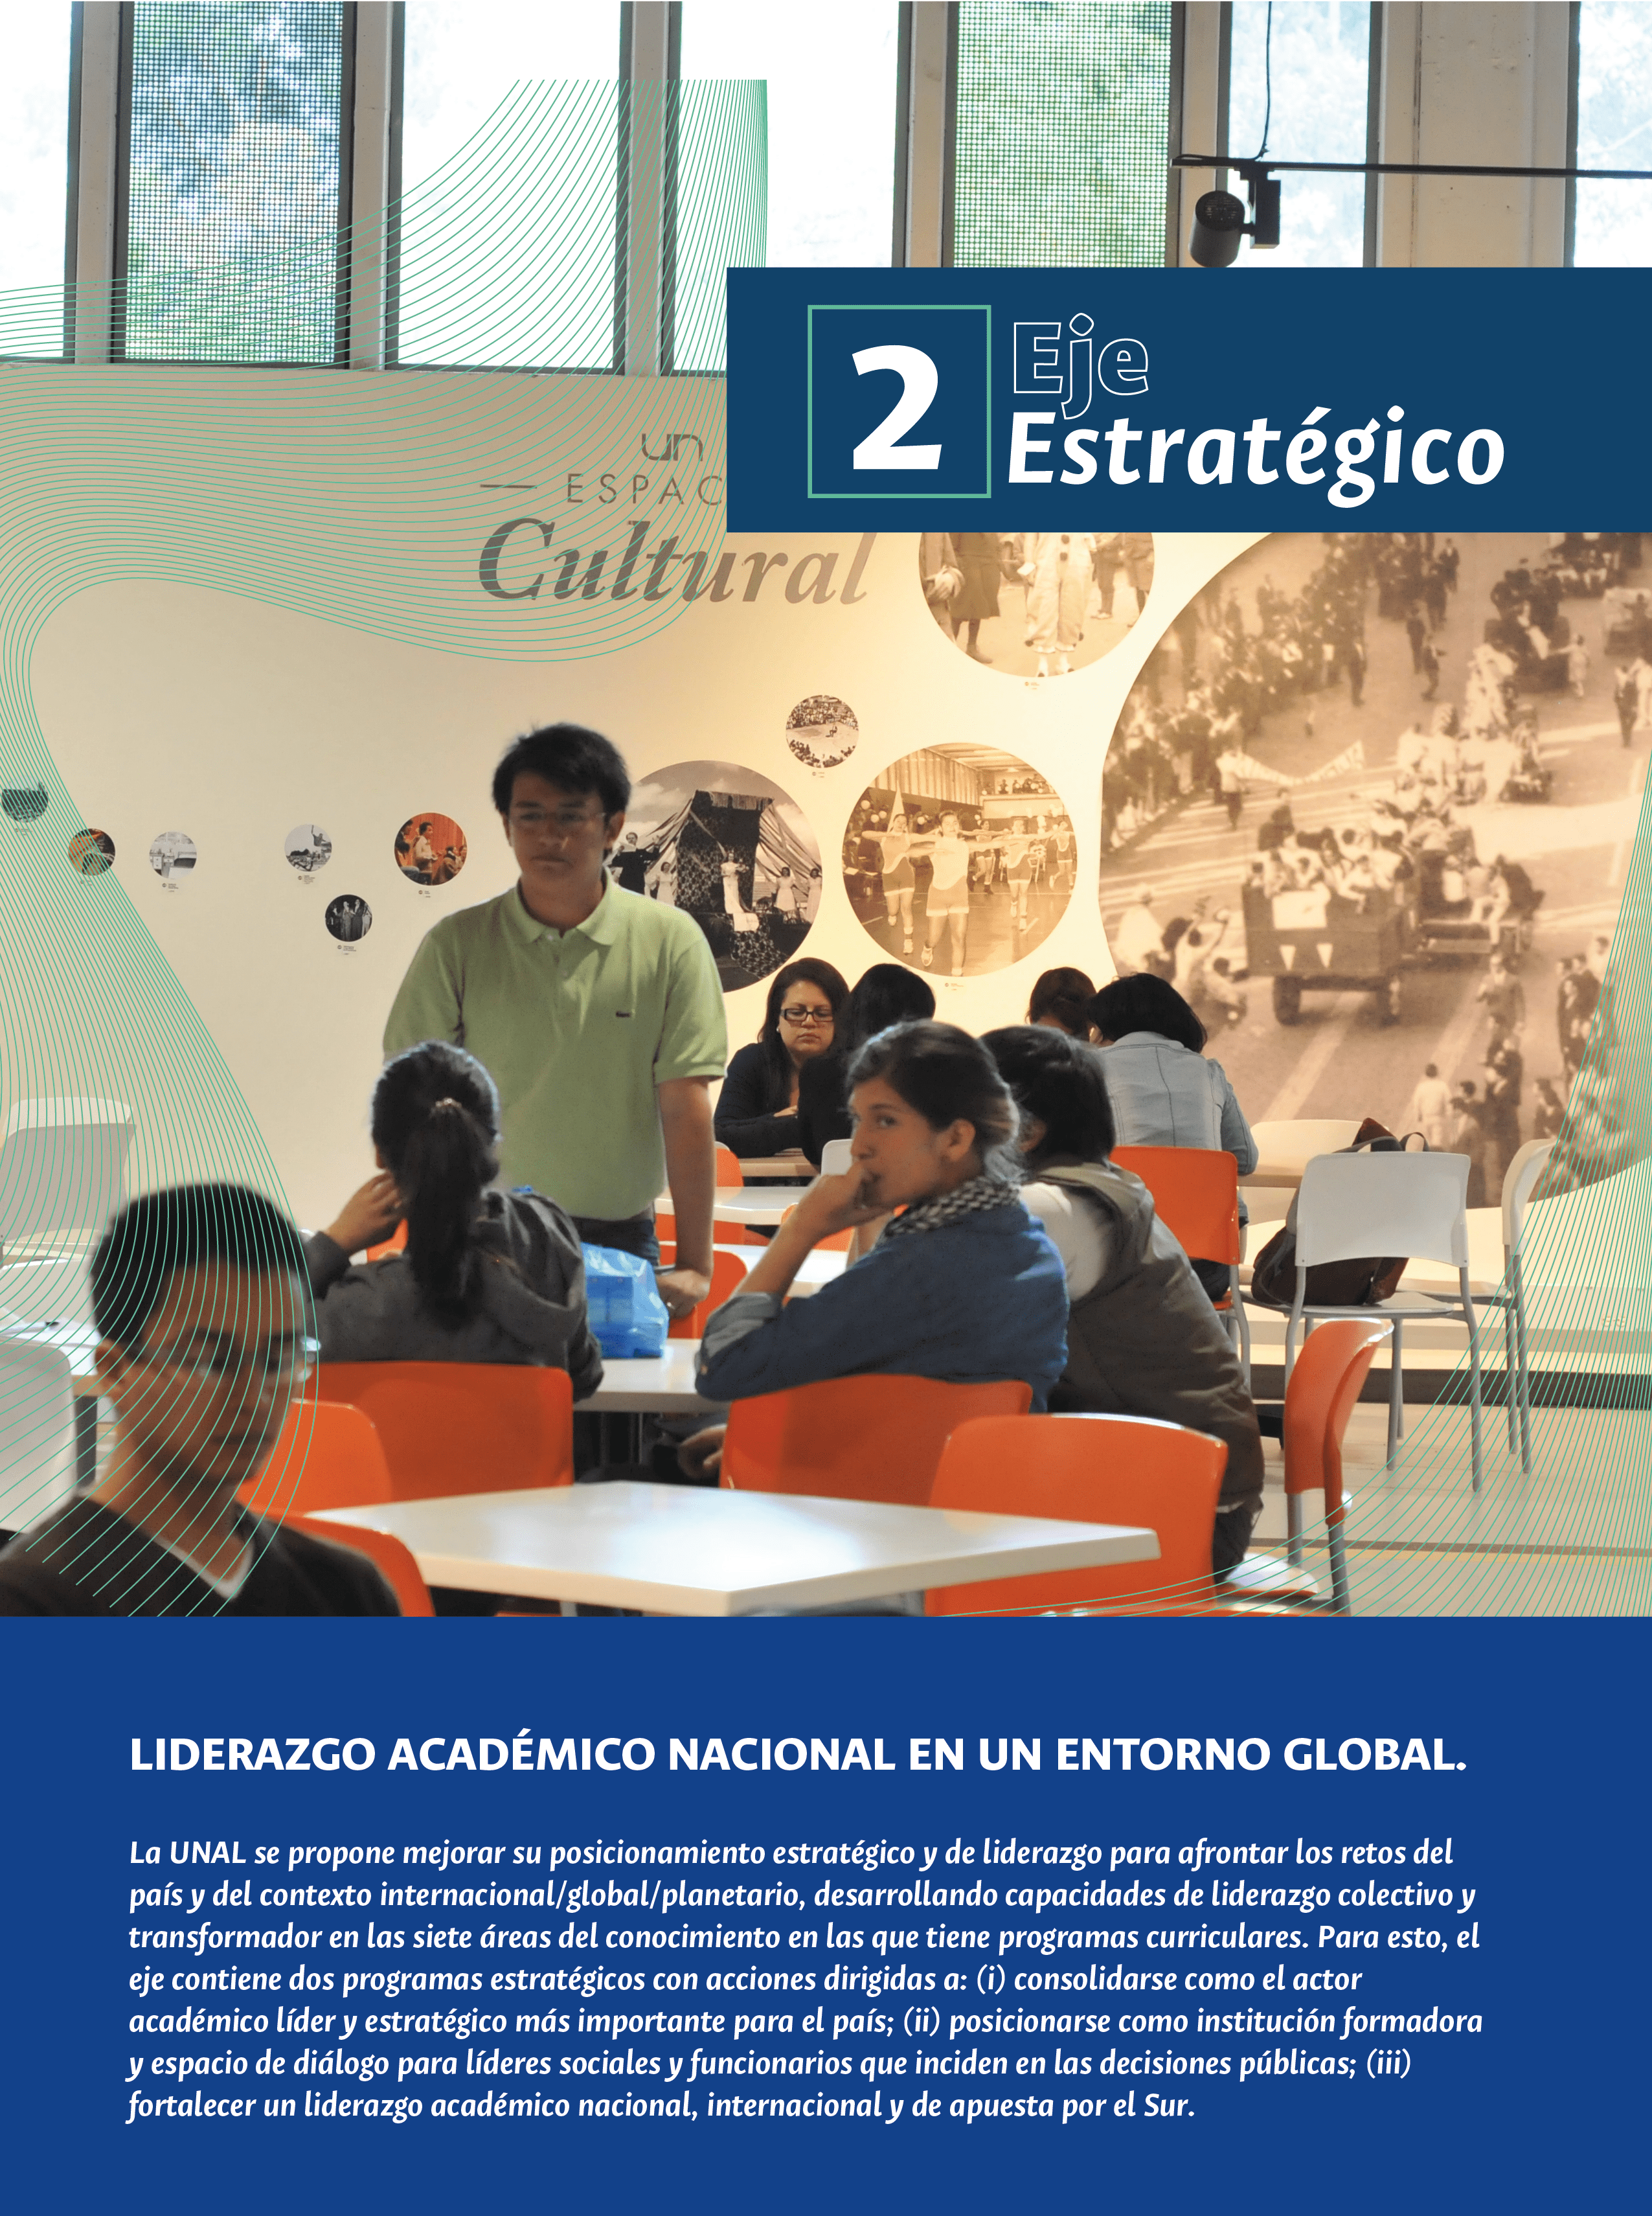 2
Eje
Estratégico
un
ESPAC
Cultural
LIDERAZGO ACADÉMICO NACIONAL EN UN ENTORNO GLOBAL.
La UNAL se propone mejorar su posicionamiento estratégico y de liderazgo para afrontar los retos del
país y del contexto internacional/global/planetario, desarrollando capacidades de liderazgo colectivo y
transformador en las siete áreas del conocimiento en las que tiene programas curriculares. Para esto, el
eje contiene dos programas estratégicos con acciones dirigidas a: (i) consolidarse como el actor
académico líder y estratégico más importante para el país; (ii) posicionarse como institución formadora
y espacio de diálogo para líderes sociales y funcionarios que inciden en las decisiones públicas; (iii)
fortalecer un liderazgo académico nacional, internacional y de apuesta por el Sur.